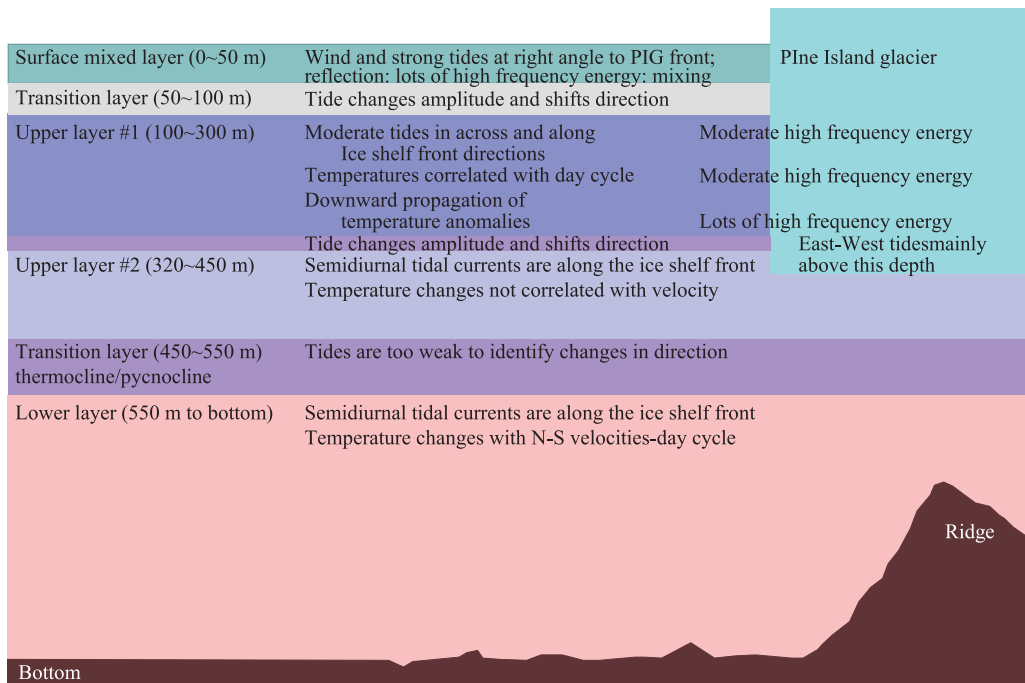 Surface mixed layer (0~50 m) Wind and strong tides at right angle to PIG front; PIne Island glacier
reflection: lots of high frequency energy: mixing
Transition layer (50~100 m) Tide changes amplitude and shifts direction
Upper layer #1 (100~300 m) Moderate tides in across and along Moderate high frequency energy
Ice shelf front directions
Temperatures correlated with day cycle Moderate high frequency energy
Downward propagation of
temperature anomalies Lots of high frequency energy
Tide changes amplitude and shifts direction East-West tidesmainly
Upper layer #2 (320~450 m) Semidiurnal tidal currents are along the ice shelf front above this depth
Temperature changes not correlated with velocity
Transition layer (450~550 m) Tides are too weak to identify changes in direction
thermocline/pycnocline
Lower layer (550 m to bottom) Semidiurnal tidal currents are along the ice shelf front
Temperature changes with N-S velocities-day cycle
Ridge
Bottom